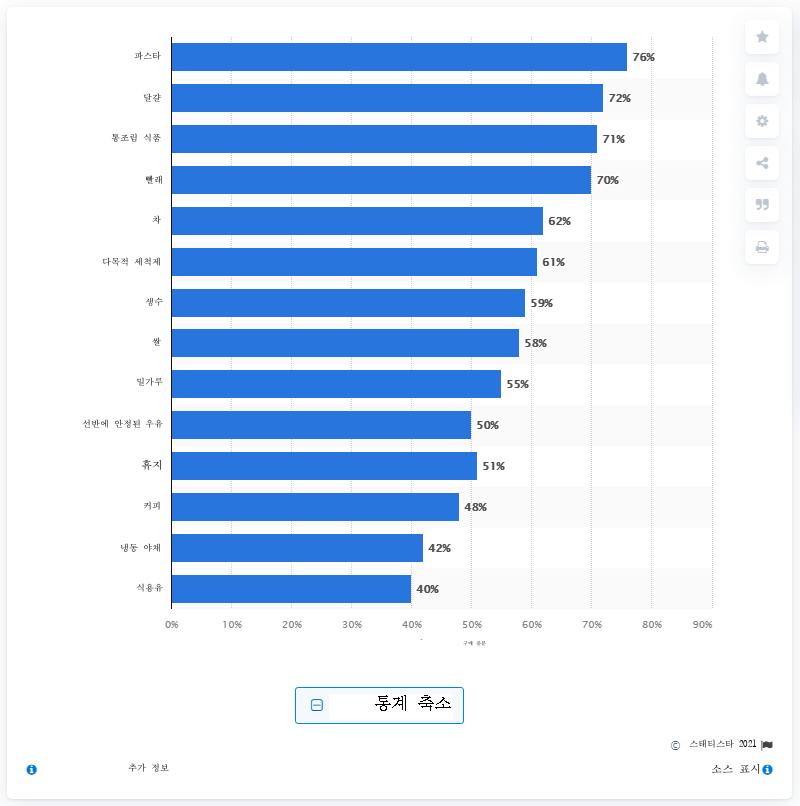 파스타 76%
달걀 72%
통조림 식품 71%
빨래 70%
차 62%
다목적 세척제 61%
생수 59%
쌀 58%
밀가루 55%
선반에 안정된 우유 50%
휴지 51%
커피 48%
냉동 야채 42%
식용유 40%
0% 10% 20% 30% 40% 50% 60% 70% 80% 90%
통계 축소
© 스태티스타 2021
추가 정보 소스 표시